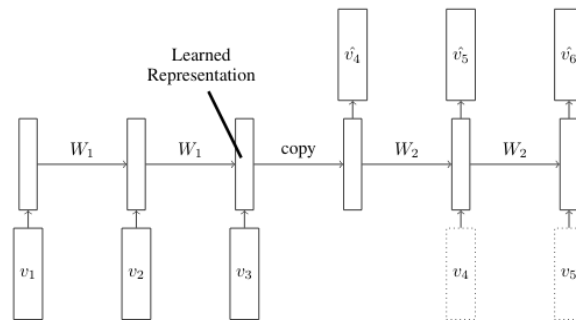 Learned
Representation
v̂₄ v̂₅ v̂₆
W₁ W₁ copy W₂ W₂
v₁ v₂ v₃ v₄ v₅